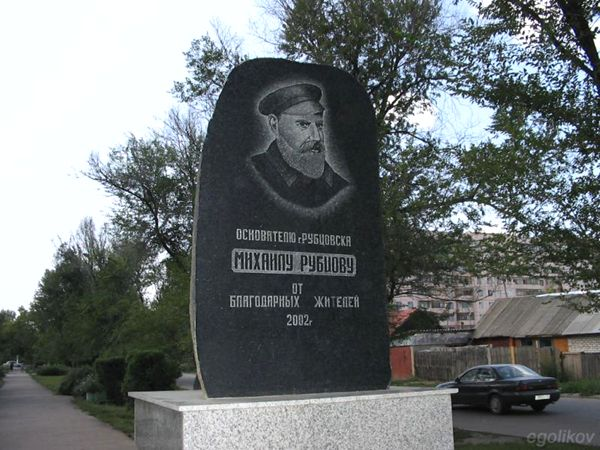 ОСНОВАТЕЛЮ г.РУБЦОВСКА
МИХАИЛУ РУБЦОВУ
ОТ
БЛАГОДАРНЫХ ЖИТЕЛЕЙ
2002г
egolikov